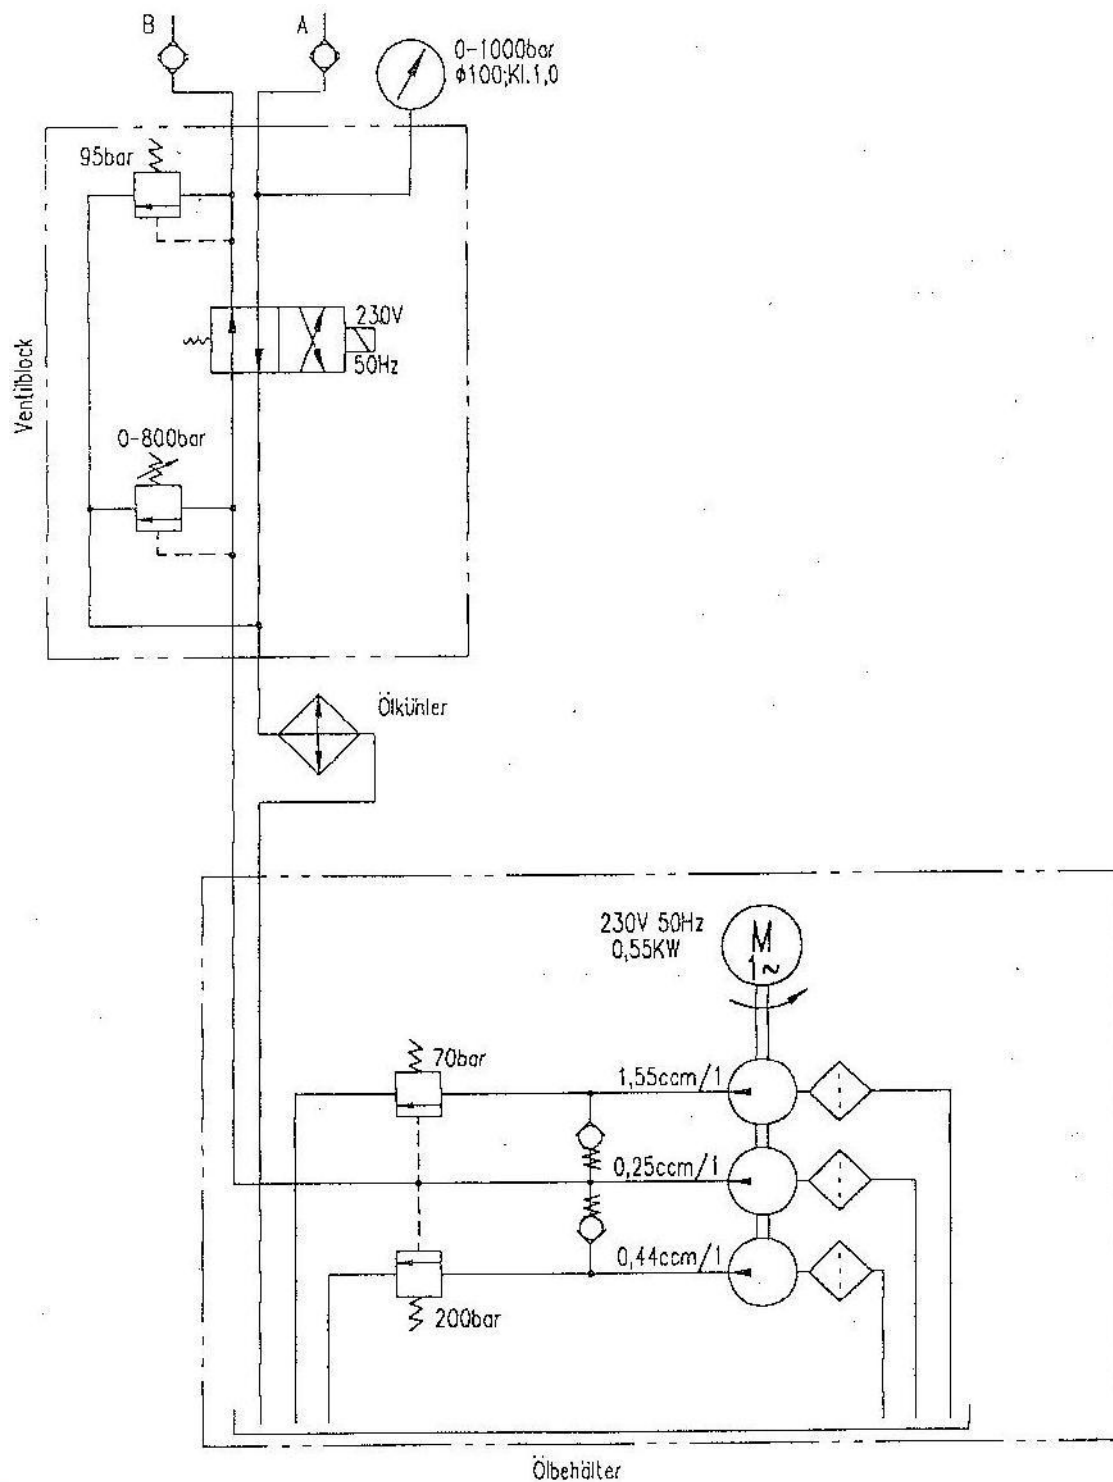 B
A
0-1000bar
φ100;Kl.1,0
95bar
230V
50Hz
Ventilblock
0-800bar
Ölkühler
230V 50Hz
0,55KW
M
1~
70bar
1,55ccm/1
0,25ccm/1
0,44ccm/1
200bar
Ölbehälter